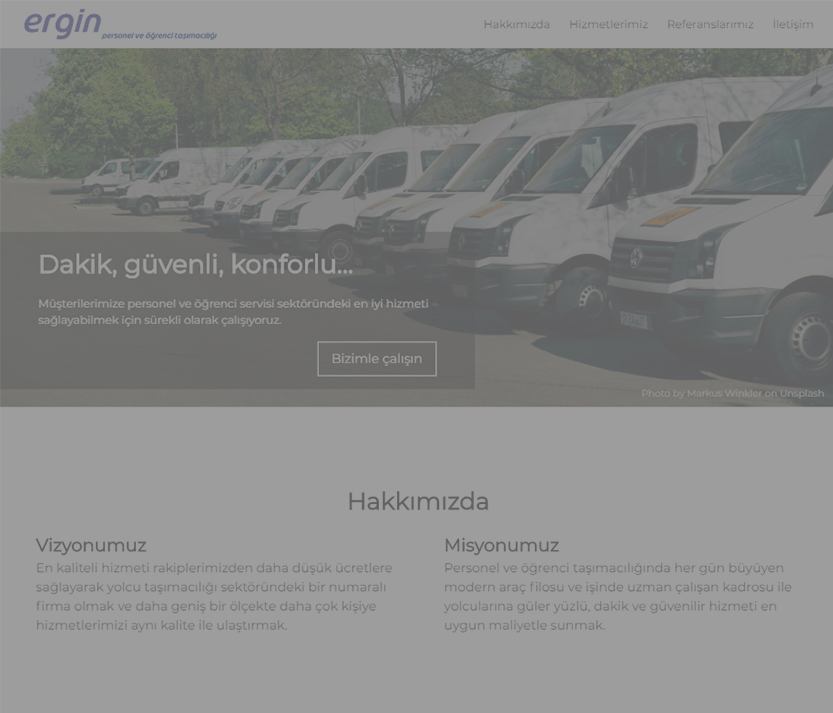 ergin
personel ve öğrenci taşımacılığı
Hakkımızda Hizmetlerimiz Referanslarımız İletişim
Dakik, güvenli, konforlu...
Müşterilerimize personel ve öğrenci servisi sektöründeki en iyi hizmeti
sağlayabilmek için sürekli olarak çalışıyoruz.
Bizimle çalışın
Photo by Markus Winkler on Unsplash
Hakkımızda
Vizyonumuz
En kaliteli hizmeti rakiplerimizden daha düşük ücretlere
sağlayarak yolcu taşımacılığı sektöründeki bir numaralı
firma olmak ve daha geniş bir ölçekte daha çok kişiye
hizmetlerimizi aynı kalite ile ulaştırmak.
Misyonumuz
Personel ve öğrenci taşımacılığında her gün büyüyen
modern araç filosu ve işinde uzman çalışan kadrosu ile
yolcularına güler yüzlü, dakik ve güvenilir hizmeti en
uygun maliyetle sunmak.